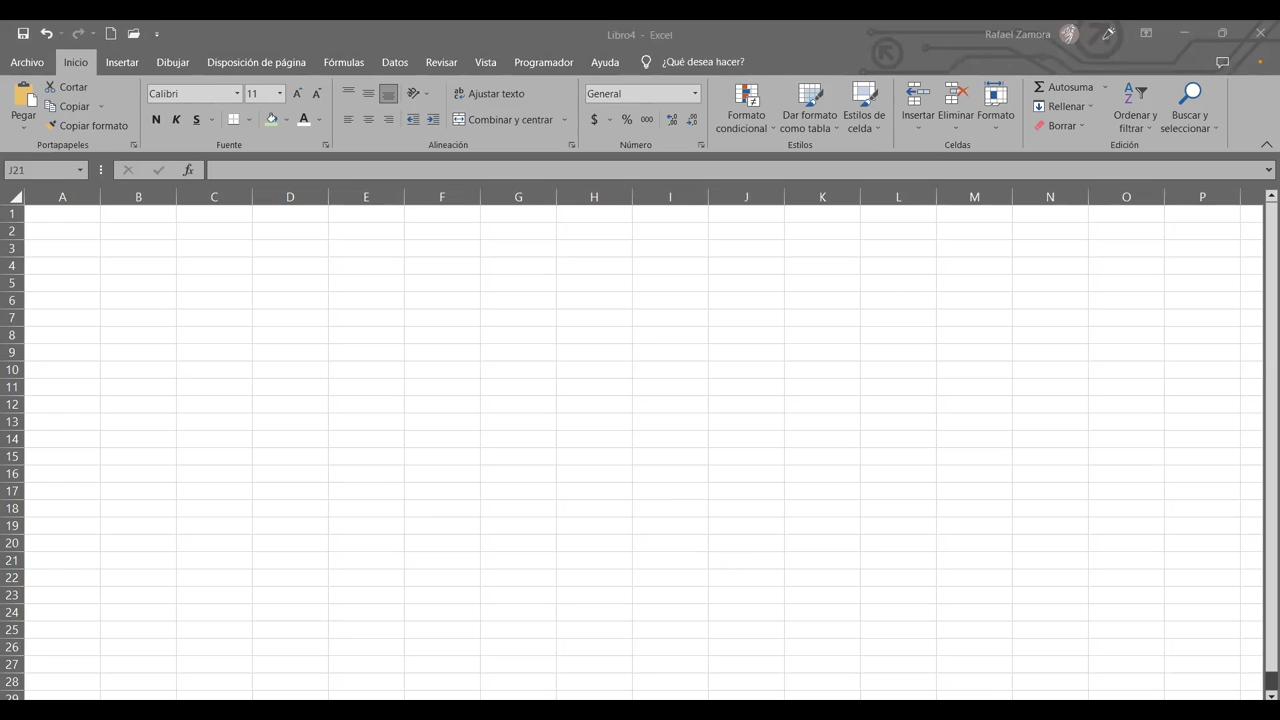 Libro4 - Excel
Rafael Zamora
Archivo Inicio Insertar Dibujar Disposición de página Fórmulas Datos Revisar Vista Programador Ayuda ¿Qué desea hacer?
Pegar
Cortar
Copiar
Copiar formato
Portapapeles
Calibri 11
N K S
Fuente
Ajustar texto
Combinar y centrar
Alineación
General
$ % 000
Número
Formato condicional
Dar formato como tabla
Estilos de celda
Estilos
Insertar Eliminar Formato
Celdas
Autosuma
Rellenar
Borrar
Ordenar y filtrar
Buscar y seleccionar
Edición
J21 fx
A B C D E F G H I J K L M N O P
1
2
3
4
5
6
7
8
9
10
11
12
13
14
15
16
17
18
19
20
21
22
23
24
25
26
27
28
29